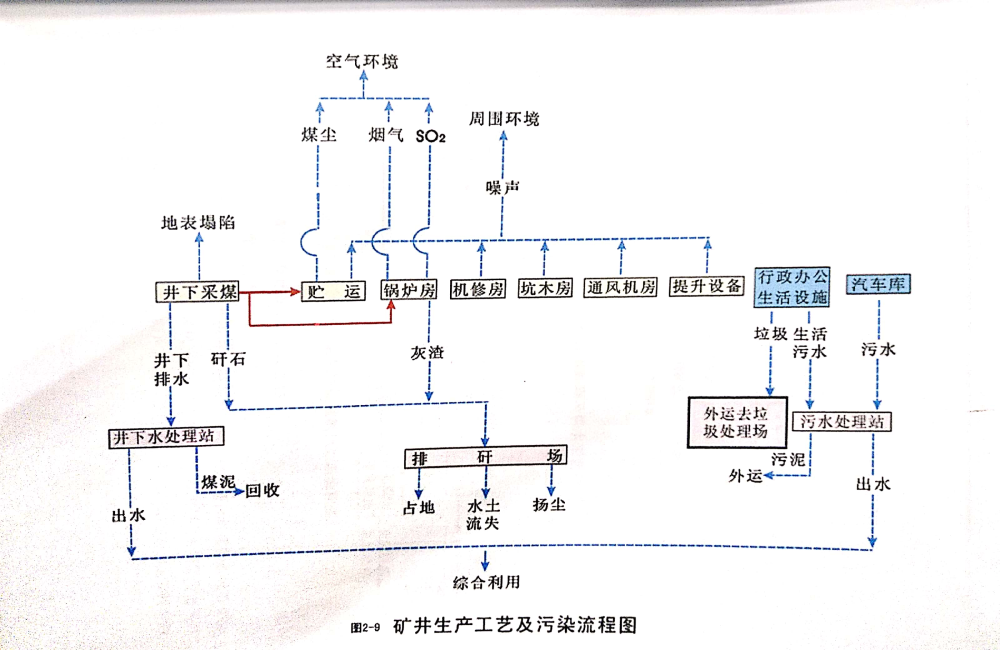 空气环境
煤尘 烟气 SO2
周围环境
噪声
地表塌陷
井下采煤 贮运 锅炉房 机修房 坑木房 通风机房 提升设备
行政办公
生活设施
汽车库
井下
排水
矸石
灰渣
垃圾
生活
污水
污水
井下水处理站
外运去垃
圾处理场
污水处理站
排矸场
煤泥
回收
占地
水土
流失
扬尘
污泥
外运
出水
出水
综合利用
图2-9 矿井生产工艺及污染流程图